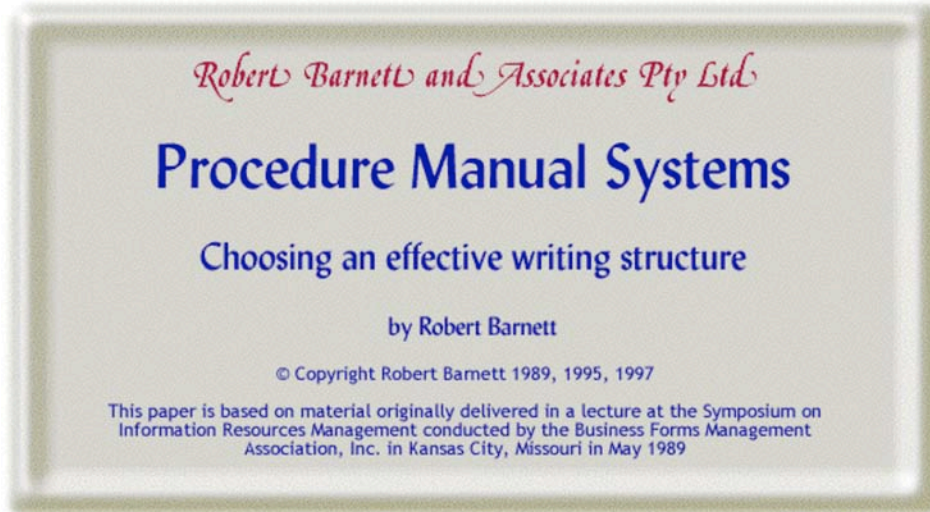 Robert Barnett and Associates Pty Ltd
Procedure Manual Systems
Choosing an effective writing structure
by Robert Barnett
© Copyright Robert Barnett 1989, 1995, 1997
This paper is based on material originally delivered in a lecture at the Symposium on
Information Resources Management conducted by the Business Forms Management
Association, Inc. in Kansas City, Missouri in May 1989